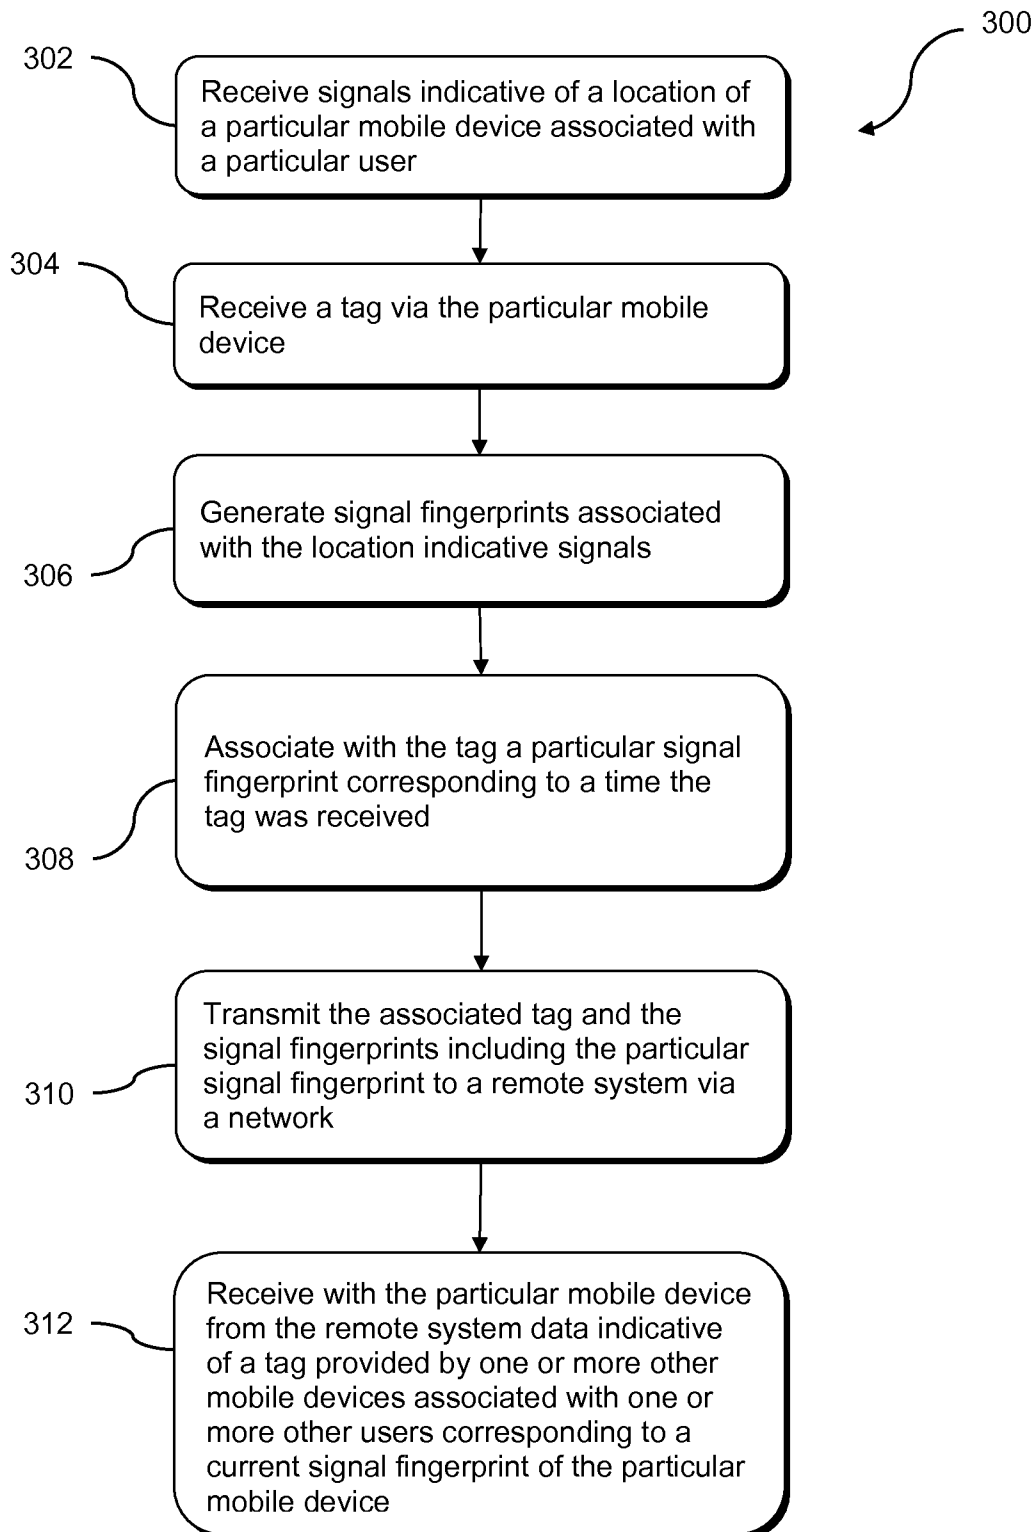 300
302
Receive signals indicative of a location of
a particular mobile device associated with
a particular user
304
Receive a tag via the particular mobile
device
Generate signal fingerprints associated
with the location indicative signals
306
Associate with the tag a particular signal
fingerprint corresponding to a time the
tag was received
308
Transmit the associated tag and the
signal fingerprints including the particular
signal fingerprint to a remote system via
a network
310
Receive with the particular mobile device
from the remote system data indicative
of a tag provided by one or more other
mobile devices associated with one or
more other users corresponding to a
current signal fingerprint of the particular
mobile device
312